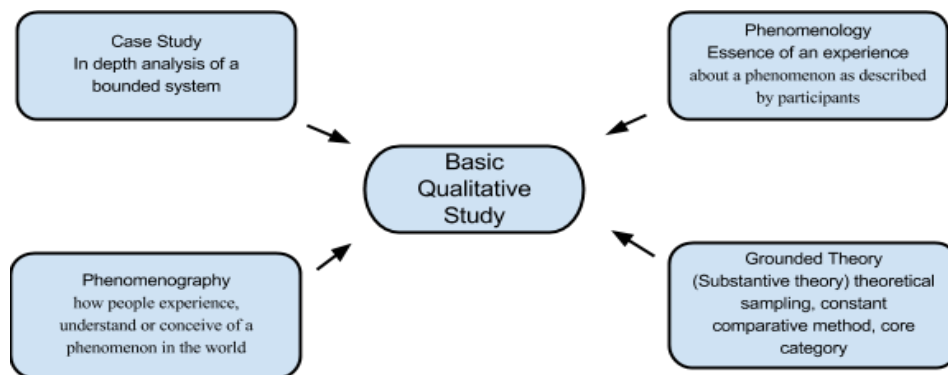 Case Study
In depth analysis of a
bounded system
Phenomenology
Essence of an experience
about a phenomenon as described
by participants
Basic
Qualitative
Study
Phenomenography
how people experience,
understand or conceive of a
phenomenon in the world
Grounded Theory
(Substantive theory) theoretical
sampling, constant
comparative method, core
category